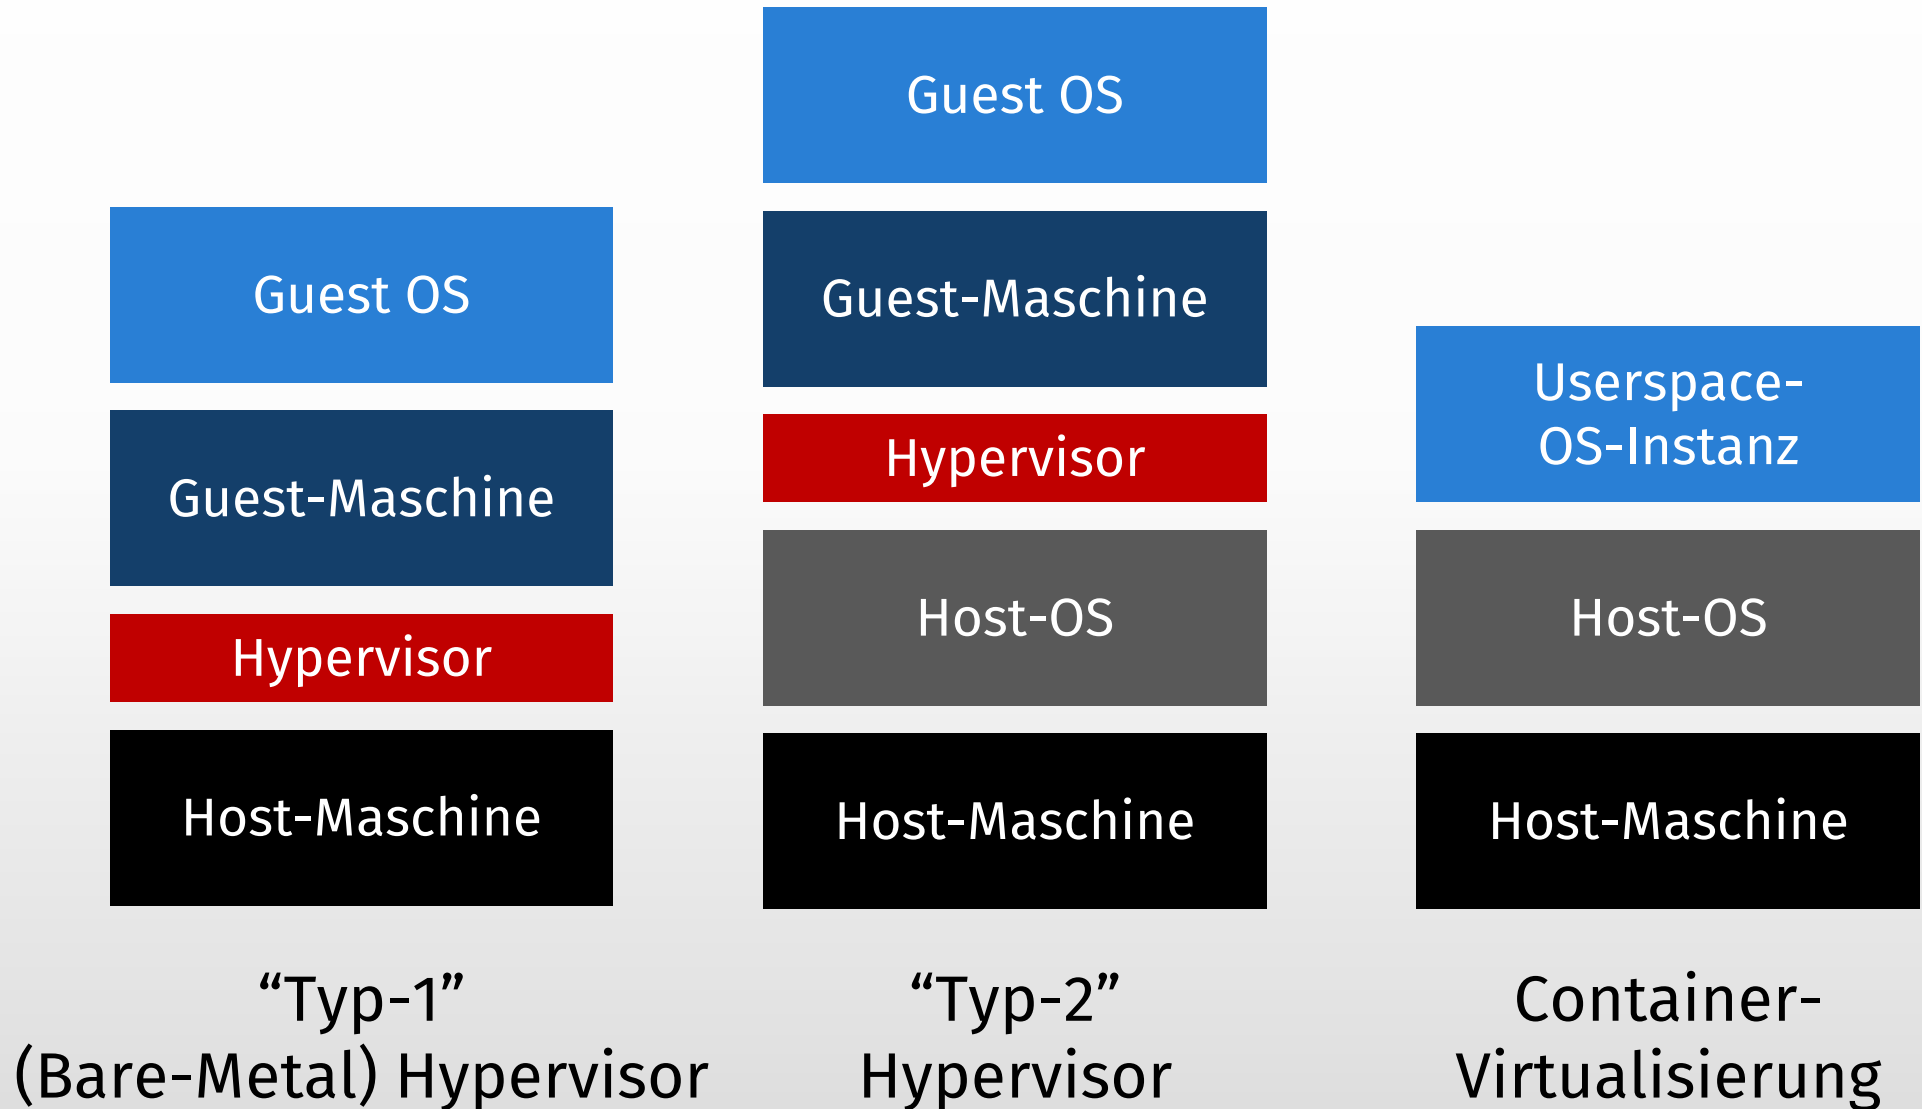 Guest OS
Guest-Maschine
Hypervisor
Host-Maschine
“Typ-1”
(Bare-Metal) Hypervisor
Guest OS
Guest-Maschine
Hypervisor
Host-OS
Host-Maschine
“Typ-2”
Hypervisor
Userspace-
OS-Instanz
Host-OS
Host-Maschine
Container-
Virtualisierung